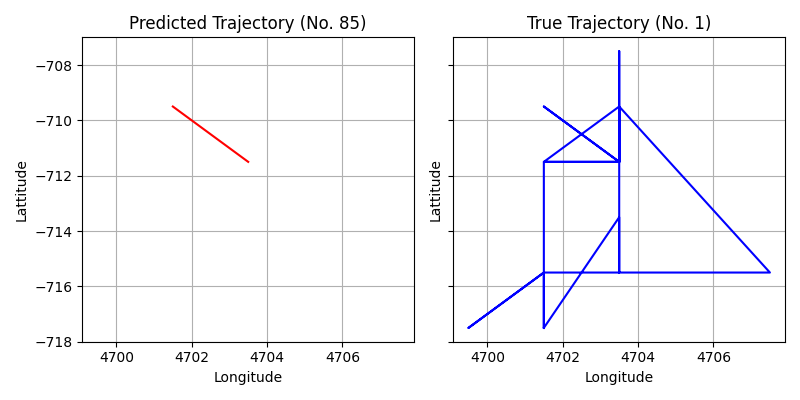 Predicted Trajectory (No. 85)
−708
−710
−712
−714
−716
−718
Lattitude
4700 4702 4704 4706
Longitude
True Trajectory (No. 1)
Lattitude
4700 4702 4704 4706
Longitude